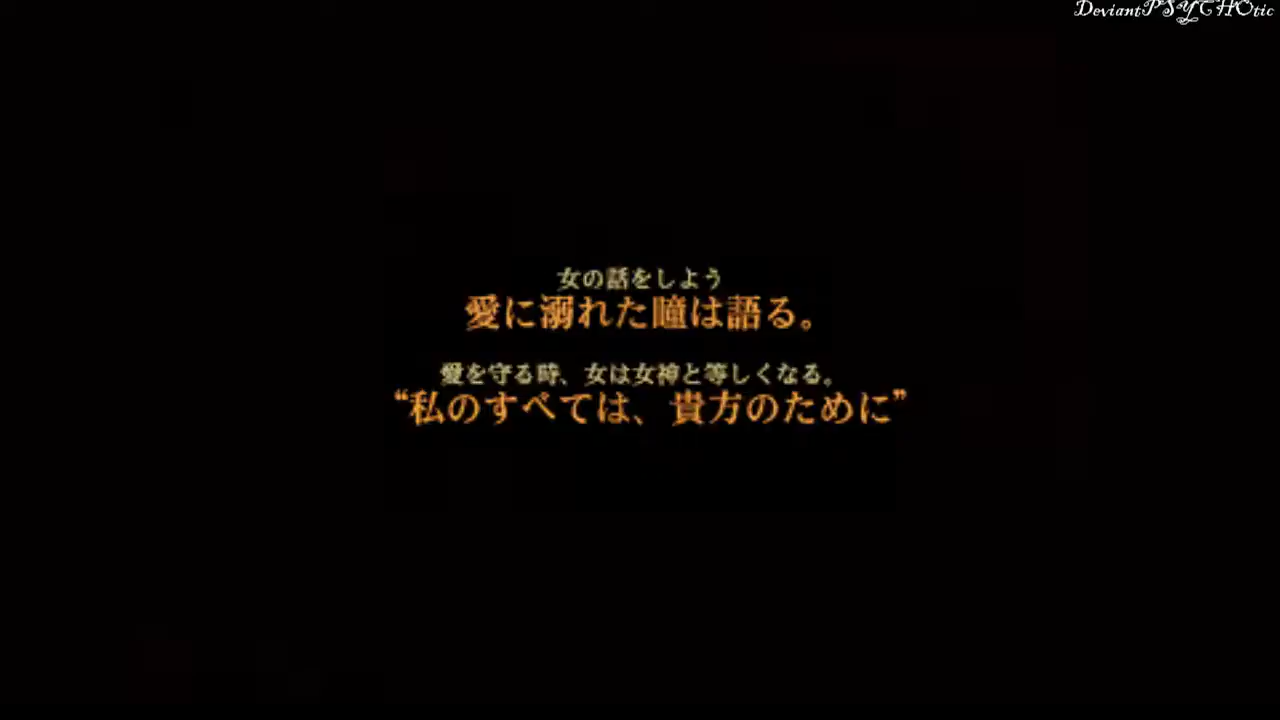 DeviantPSYCHOtic
女の話をしよう
愛に溺れた瞳は語る。
愛を守る時、女は女神と等しくなる。
“私のすべては、貴方のために”